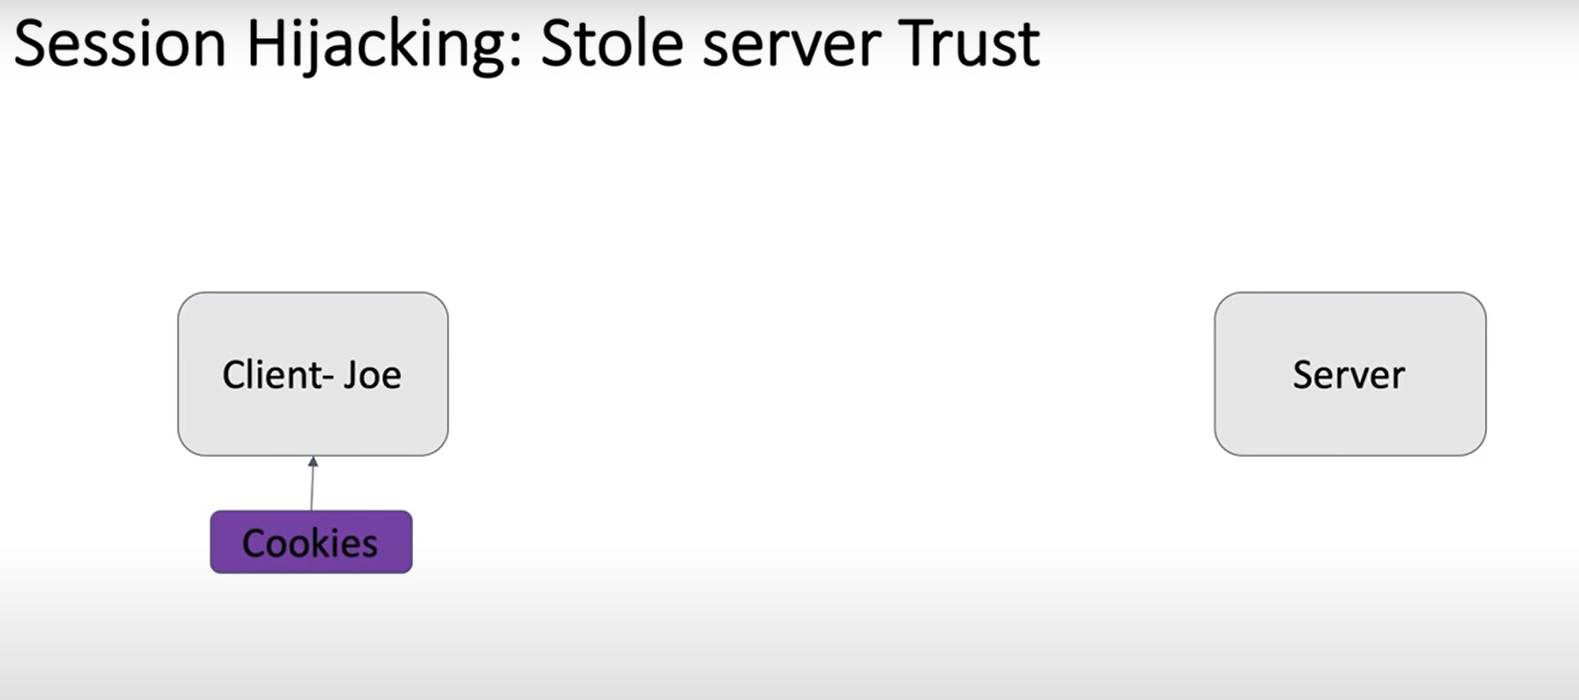 Session Hijacking: Stole server Trust
Client- Joe
Server
Cookies